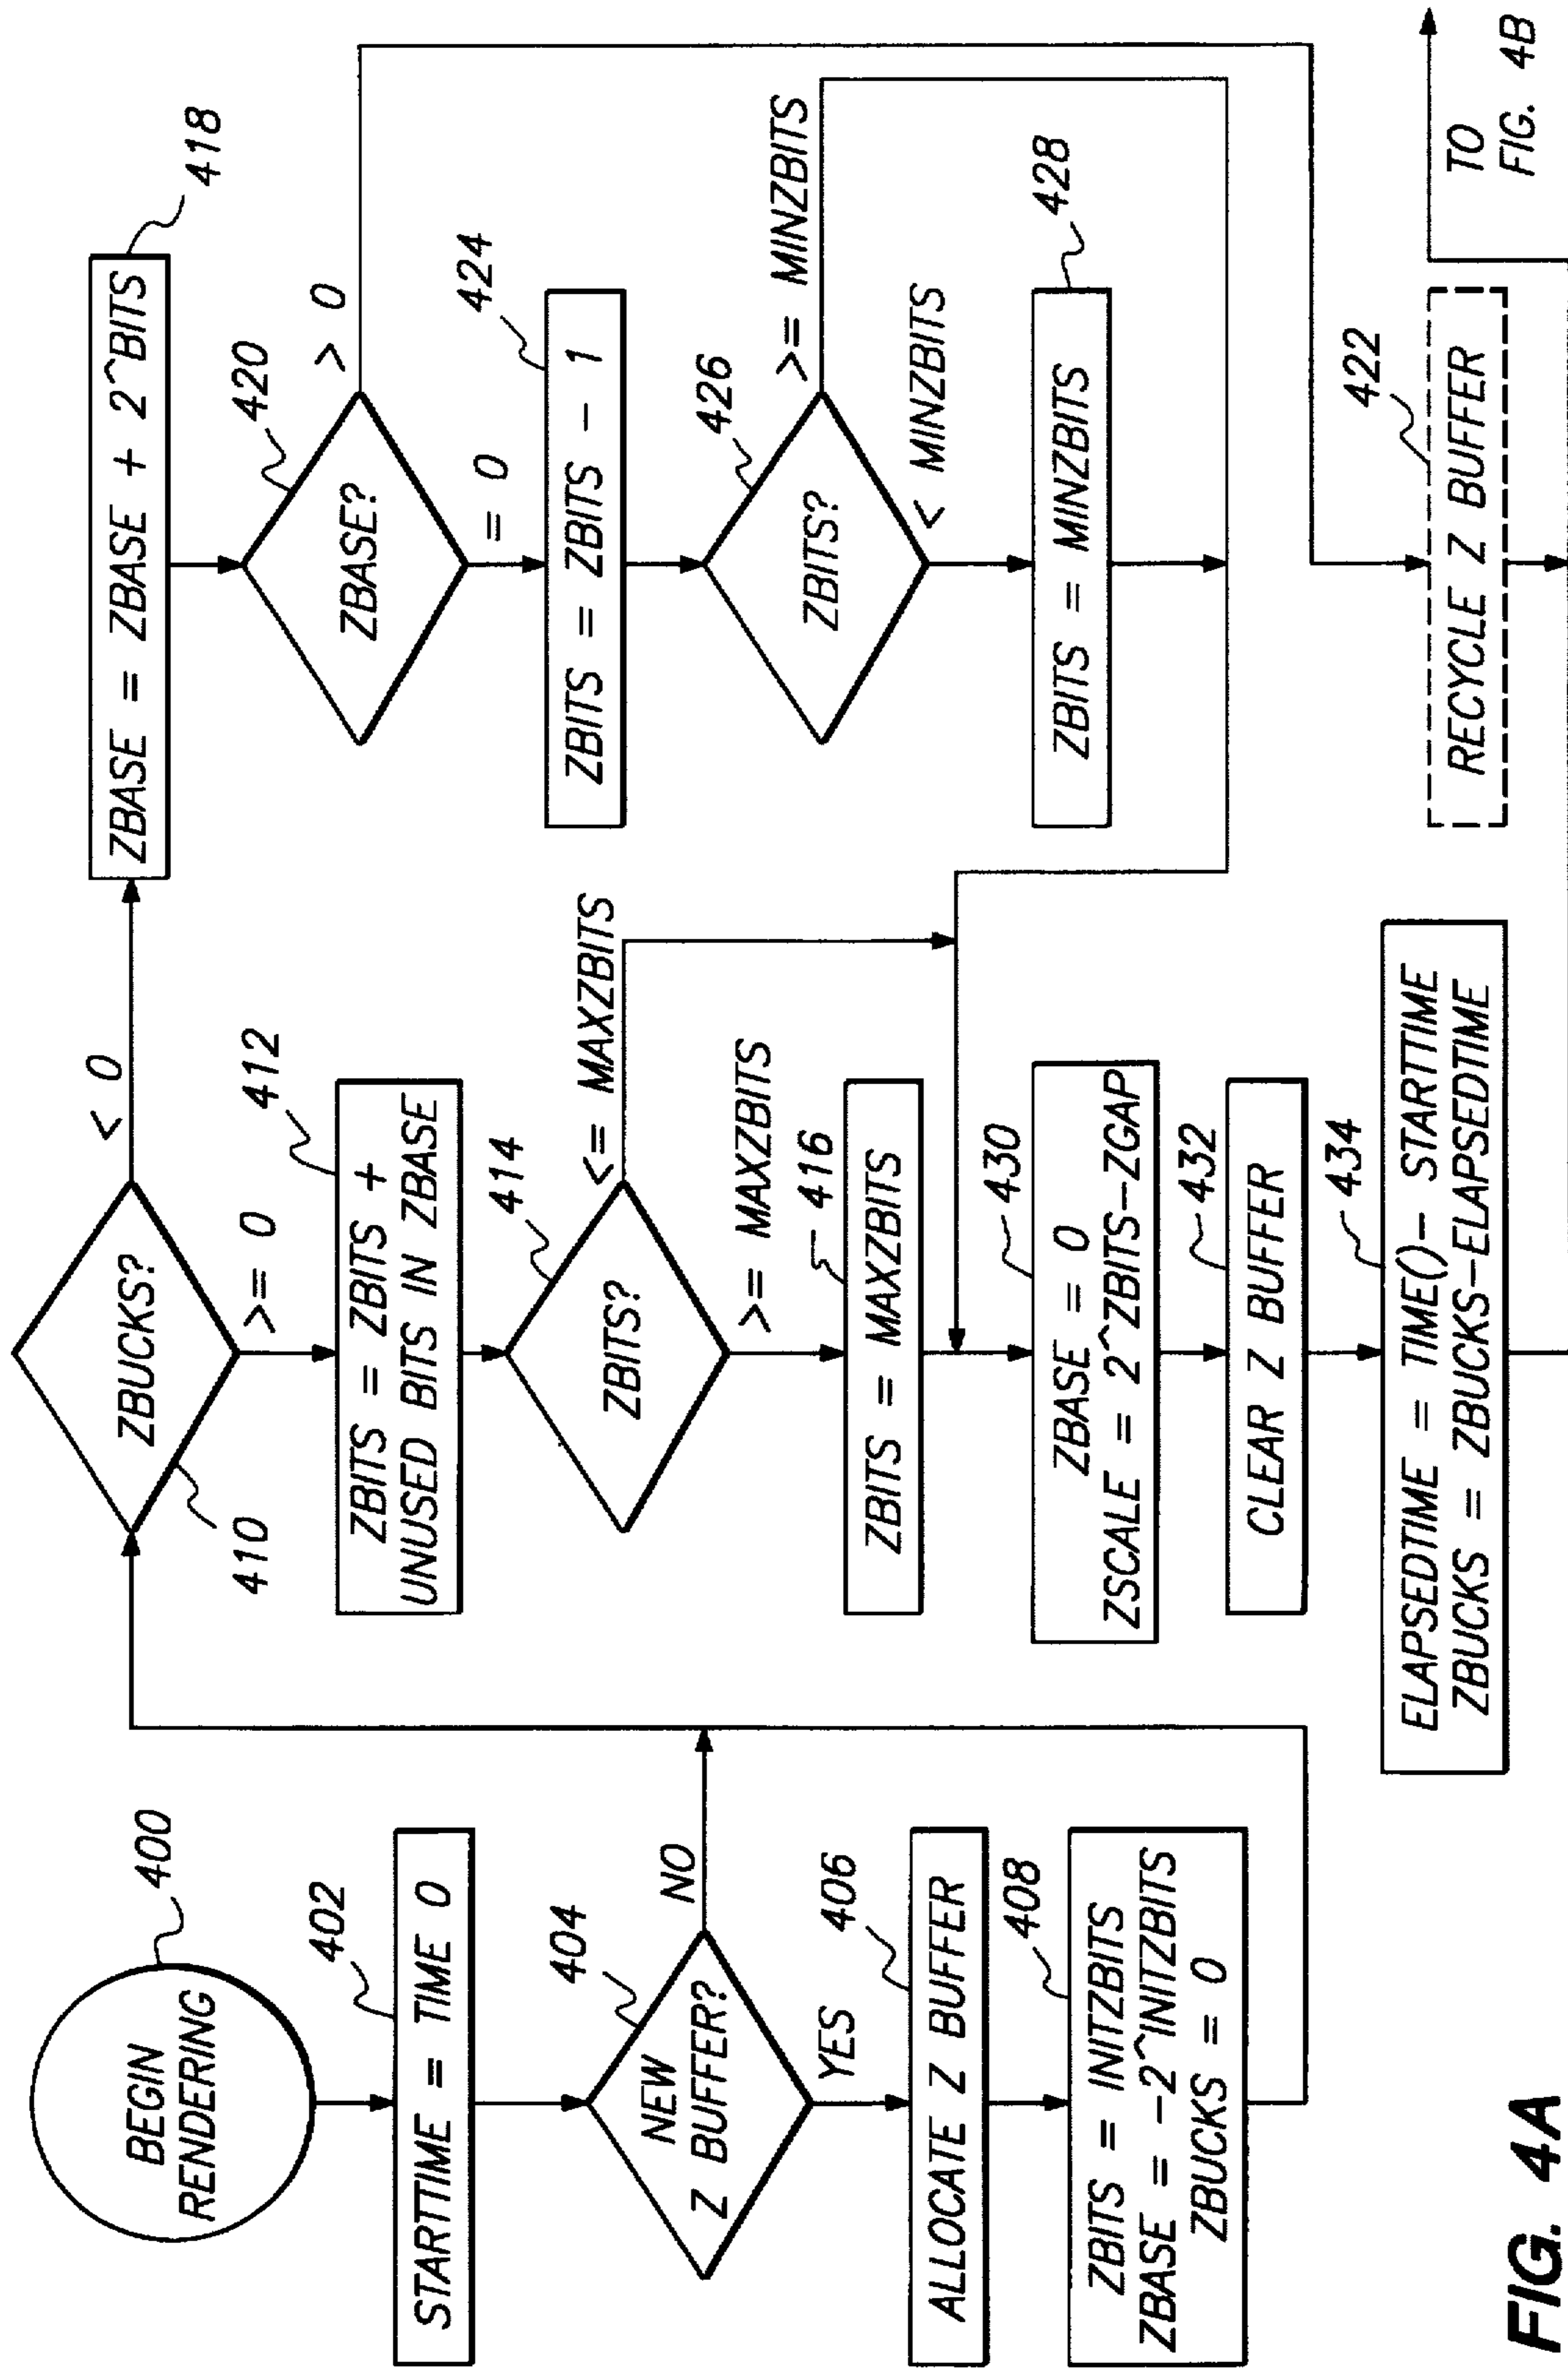 BEGIN
RENDERING
400
STARTTIME = TIME 0
402
NEW
Z BUFFER?
404
NO
YES
ALLOCATE Z BUFFER
406
ZBITS = INITZBITS
ZBASE = -2^INITZBITS
ZBUCKS = 0
408
ZBUCKS?
410
< 0
>= 0
ZBITS = ZBITS +
UNUSED BITS IN ZBASE
412
ZBITS?
414
<= MAXZBITS
>= MAXZBITS
ZBITS = MAXZBITS
416
ZBASE = 0
ZSCALE = 2^ZBITS-ZGAP
430
CLEAR Z BUFFER
432
ELAPSEDTIME = TIME()- STARTTIME
ZBUCKS = ZBUCKS-ELAPSEDTIME
434
ZBASE = ZBASE + 2^BITS
418
ZBASE?
420
> 0
= 0
ZBITS = ZBITS - 1
424
ZBITS?
426
>= MINZBITS
< MINZBITS
ZBITS = MINZBITS
428
RECYCLE Z BUFFER
422
TO
FIG. 4B
FIG. 4A